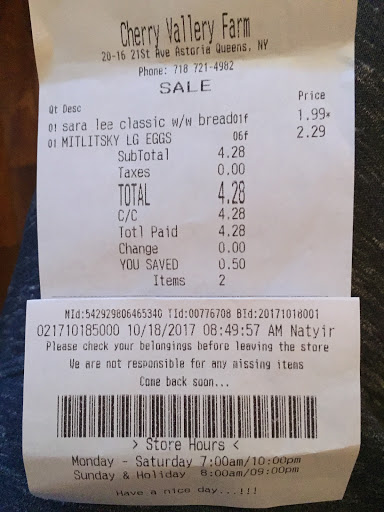 Cherry Vallery Farm
20-16 21St Ave Astoria Queens, NY
Phone: 718 721-4982
SALE
Qt Desc Price
01 sara lee classic w/w bread01f 1.99*
01 MITLITSKY LG EGGS 06f 2.29
SubTotal 4.28
Taxes 0.00
TOTAL 4.28
C/C 4.28
Totl Paid 4.28
Change 0.00
YOU SAVED 0.50
Items 2
MId:542929806465346 TId:00776708 BTd:20171018001
021710185000 10/18/2017 08:49:57 AM Natyir
Please check your belongings before leaving the store
We are not responsible for any missing items
Come back soon...
> Store Hours <
Monday - Saturday 7:00am/10:00pm
Sunday & Holiday 8:00am/09:00pm
Have a nice day...!!!